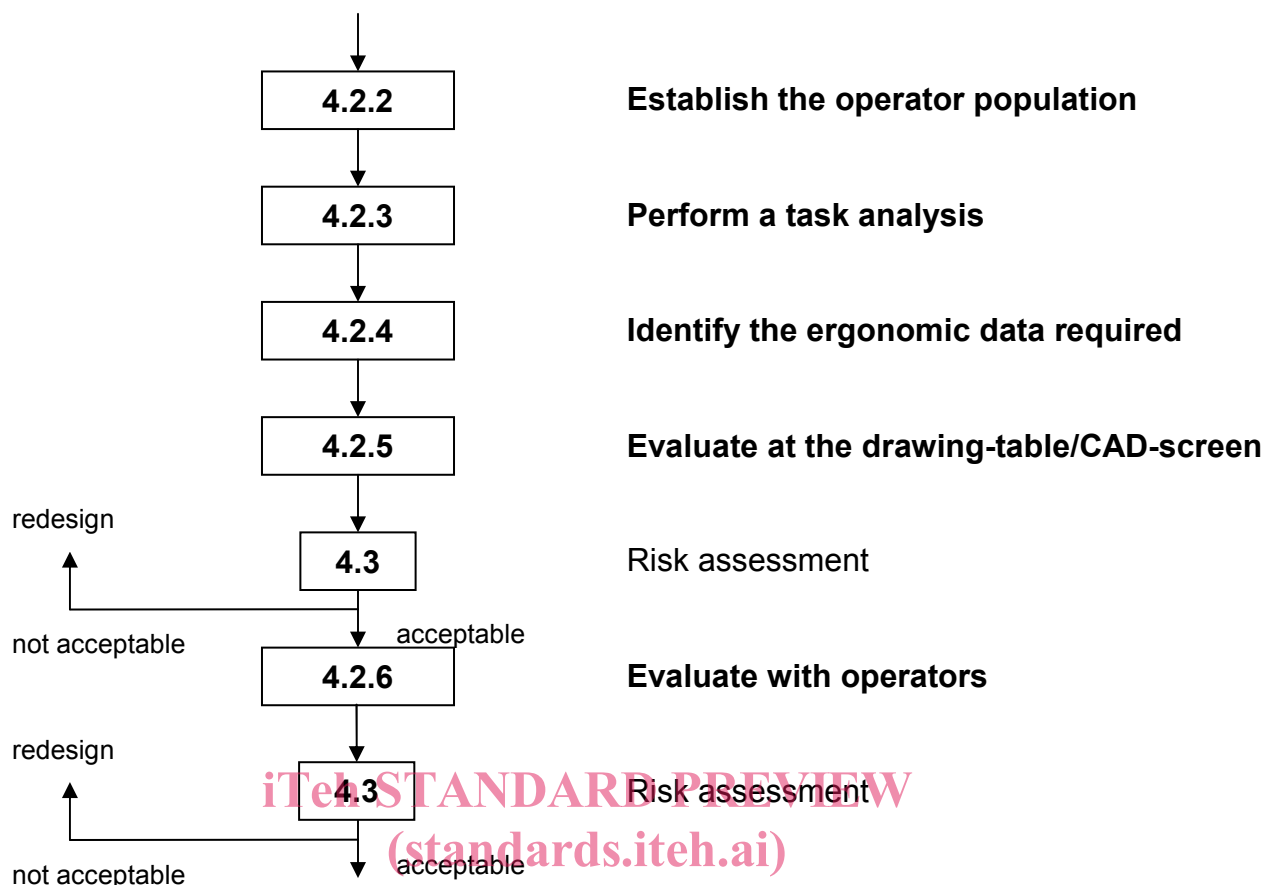 4.2.2 Establish the operator population
4.2.3 Perform a task analysis
4.2.4 Identify the ergonomic data required
4.2.5 Evaluate at the drawing-table/CAD-screen
redesign
4.3 Risk assessment
not acceptable acceptable
4.2.6 Evaluate with operators
redesign
4.3 Risk assessment
iTeh STANDARD PREVIEW
(standards.iteh.ai)
not acceptable acceptable